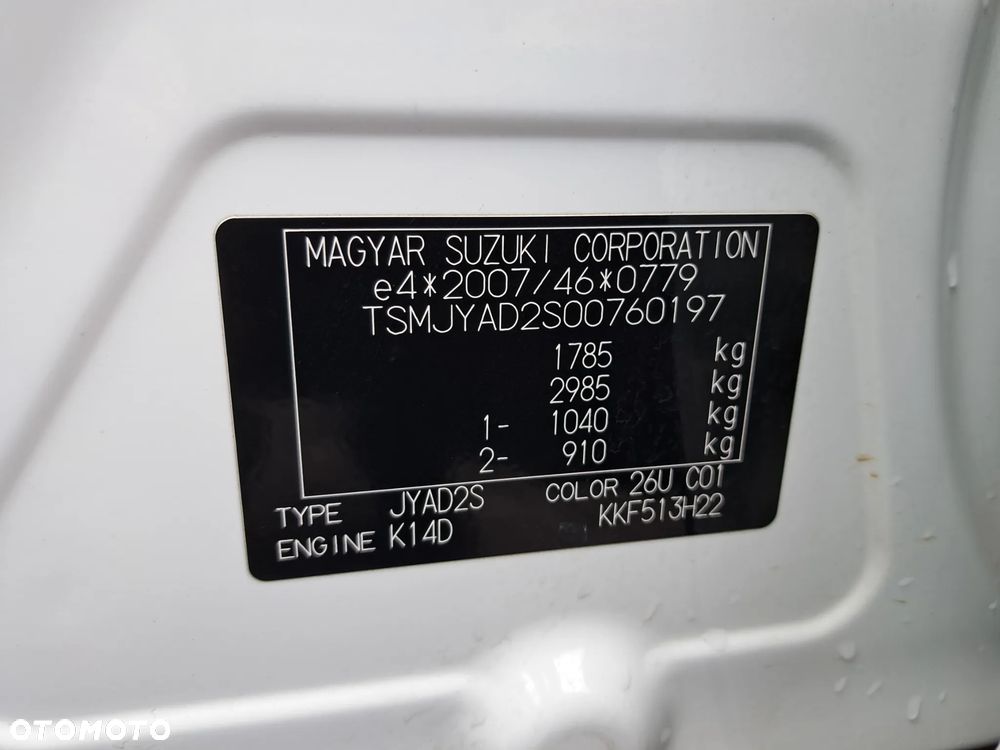 MAGYAR SUZUKI CORPORATION
e4*2007/46*0779
TSMJYAD2S00760197
1785 kg
2985 kg
1- 1040 kg
2- 910 kg
TYPE JYAD2S COLOR 26U C01
ENGINE K14D KKF513H22
OTOMOTO